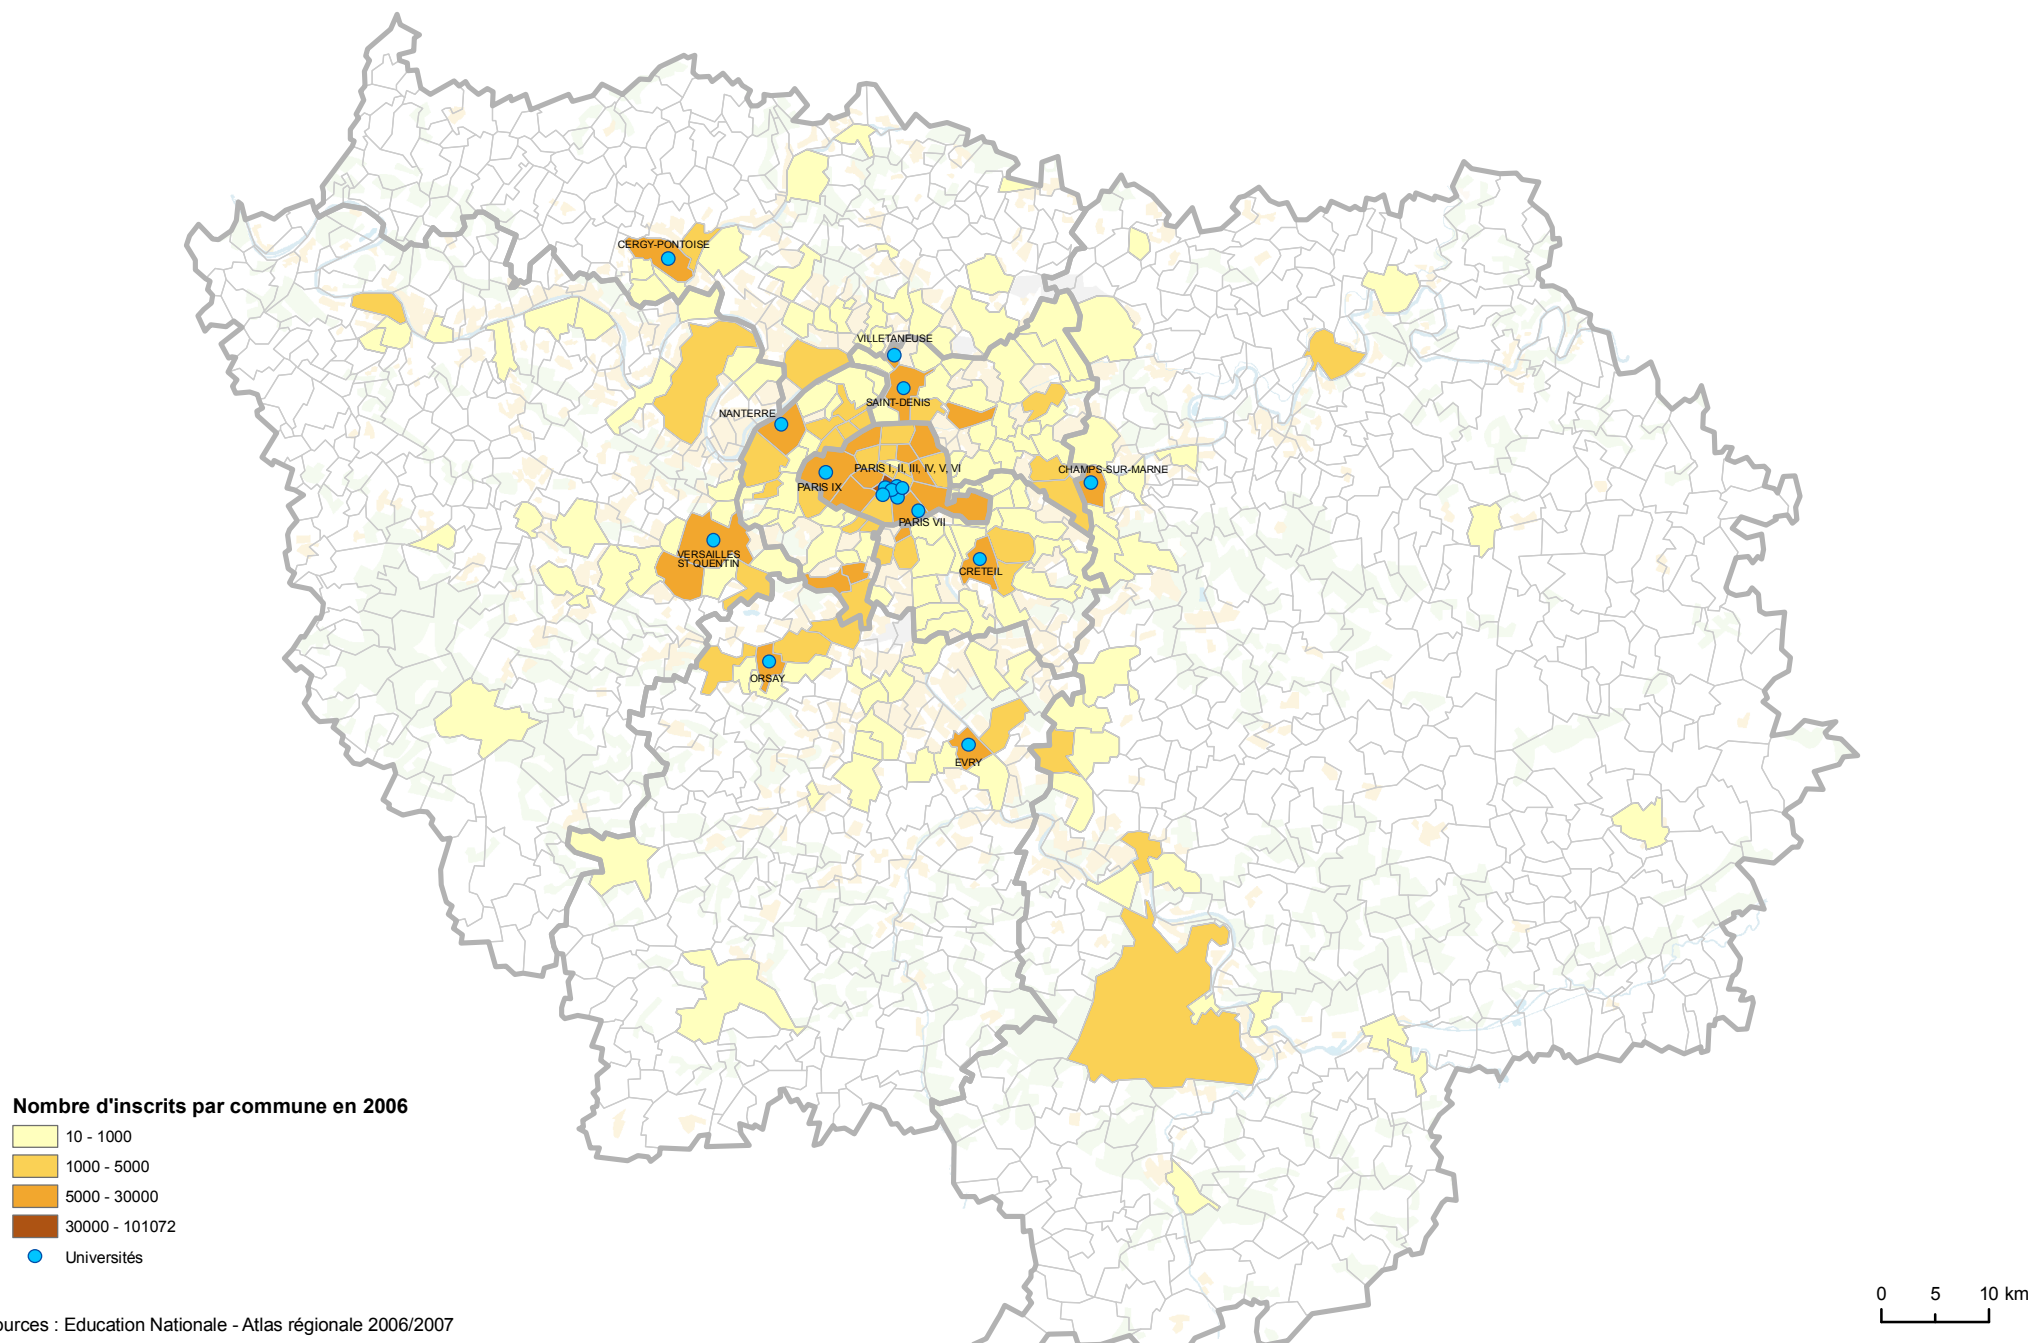 CERGY-PONTOISE
VILLETANEUSE
SAINT-DENIS
NANTERRE
PARIS I, II, III, IV, V, VI
CHAMPS-SUR-MARNE
PARIS IX
PARIS VII
VERSAILLES
ST QUENTIN
CRETEIL
ORSAY
EVRY
Nombre d'inscrits par commune en 2006
10 - 1000
1000 - 5000
5000 - 30000
30000 - 101072
Universités
0 5 10 km
ources : Education Nationale - Atlas régionale 2006/2007